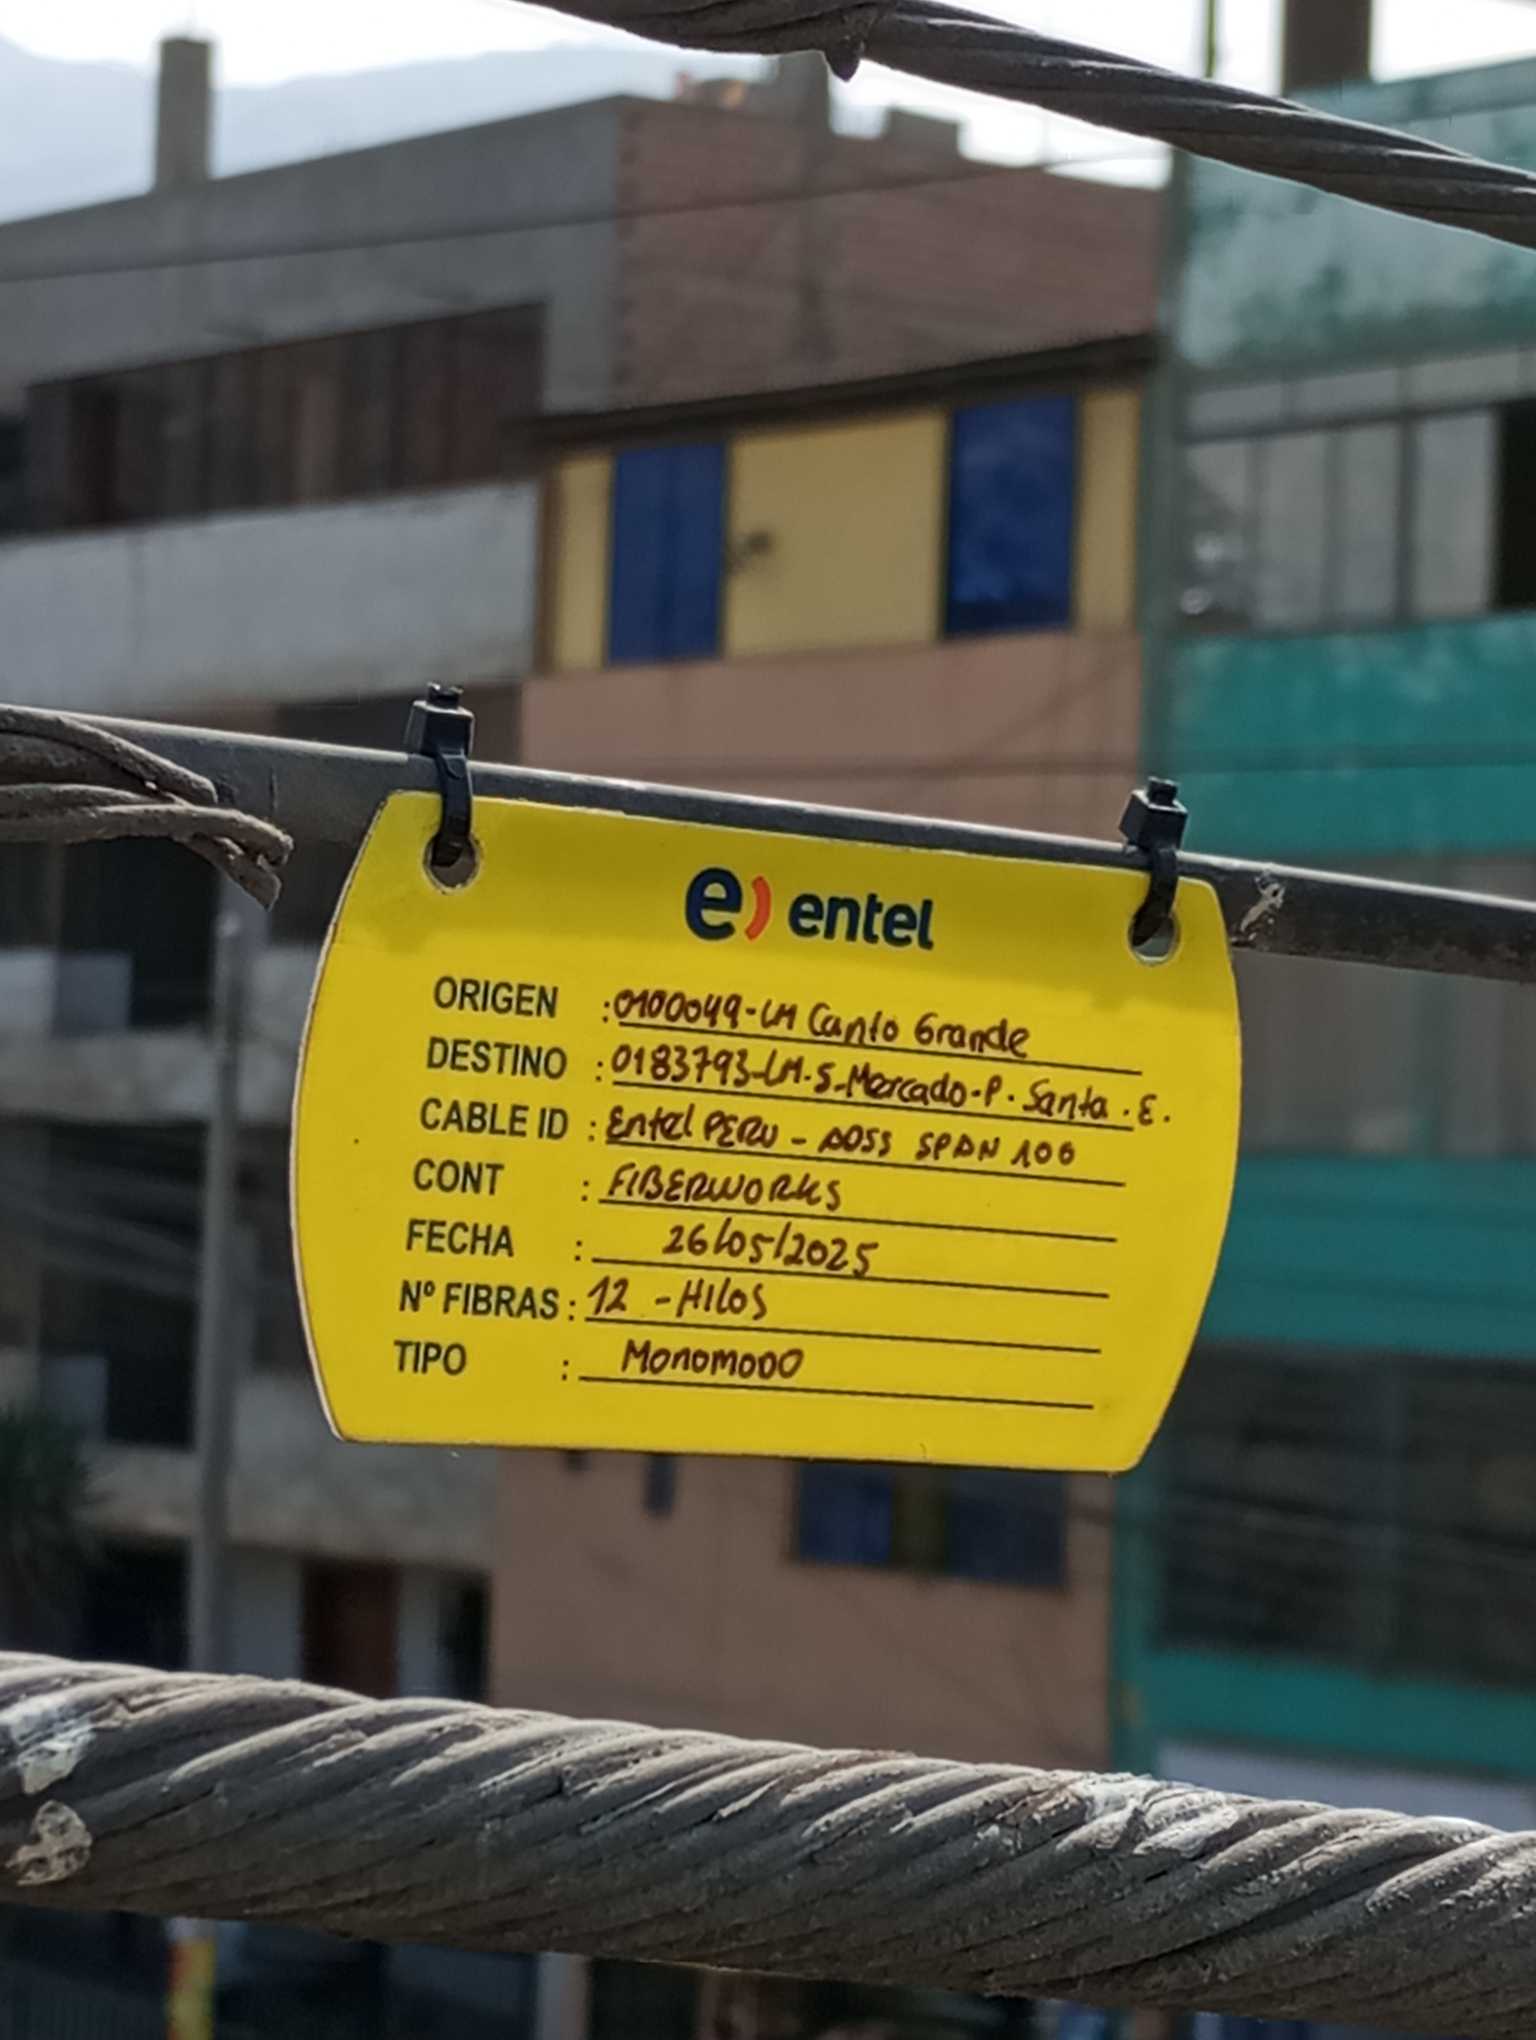 e) entel
ORIGEN : 0100049-LM Canto Grande
DESTINO : 0183793-LM-S-Mercado-P. Santa . E.
CABLE ID : Entel PERU - ADSS SPAN 100
CONT : FIBERWORKS
FECHA : 26/05/2025
Nº FIBRAS : 12 - HILOS
TIPO : MONOMODO